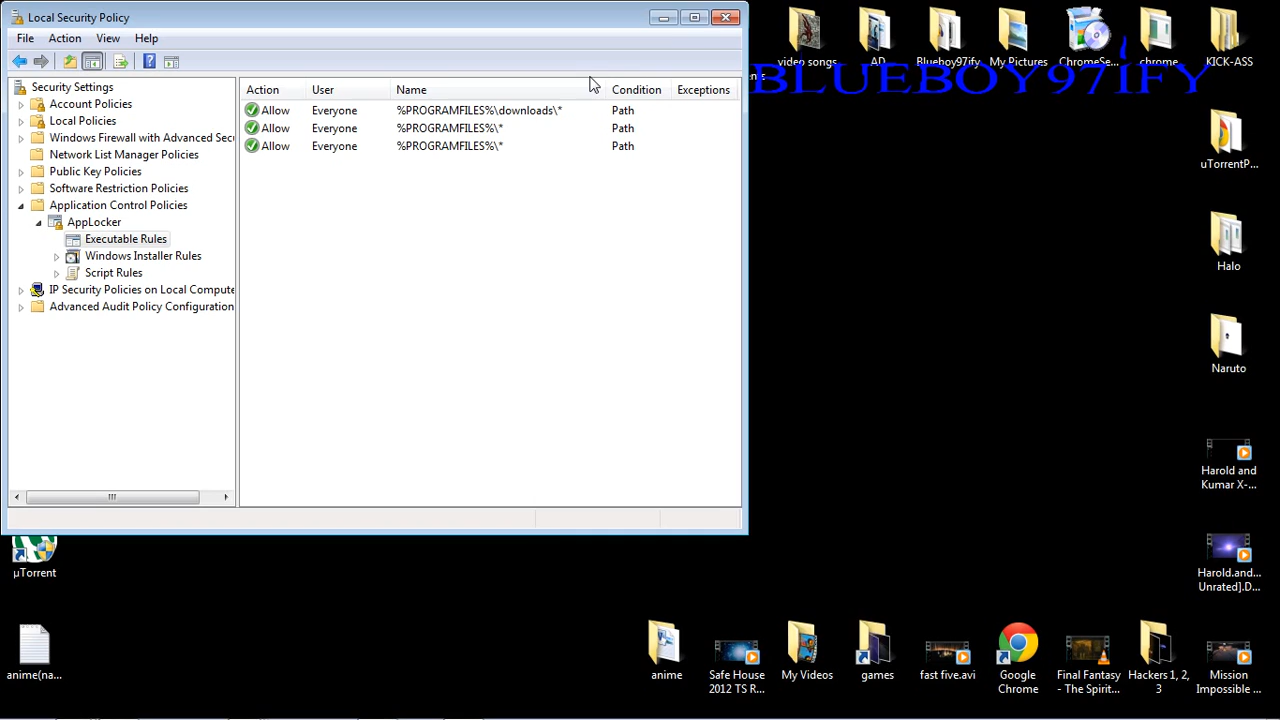 Local Security Policy
File Action View Help
Security Settings
Account Policies
Local Policies
Windows Firewall with Advanced Secu
Network List Manager Policies
Public Key Policies
Software Restriction Policies
Application Control Policies
AppLocker
Executable Rules
Windows Installer Rules
Script Rules
IP Security Policies on Local Compute
Advanced Audit Policy Configuration
Action User Name Condition Exceptions
Allow Everyone %PROGRAMFILES%\downloads\* Path
Allow Everyone %PROGRAMFILES%\* Path
Allow Everyone %PROGRAMFILES%\* Path
video songs
AD
Blueboy97ify
My Pictures
ChromeSe...
chrome
KICK-ASS
BLUEBOY97IFY
uTorrentP...
Halo
Naruto
Harold and
Kumar X-...
Harold.and...
Unrated].D...
µTorrent
anime(na...
anime
Safe House
2012 TS R...
My Videos
games
fast five.avi
Google
Chrome
Final Fantasy
- The Spirit...
Hackers 1, 2,
3
Mission
Impossible ...